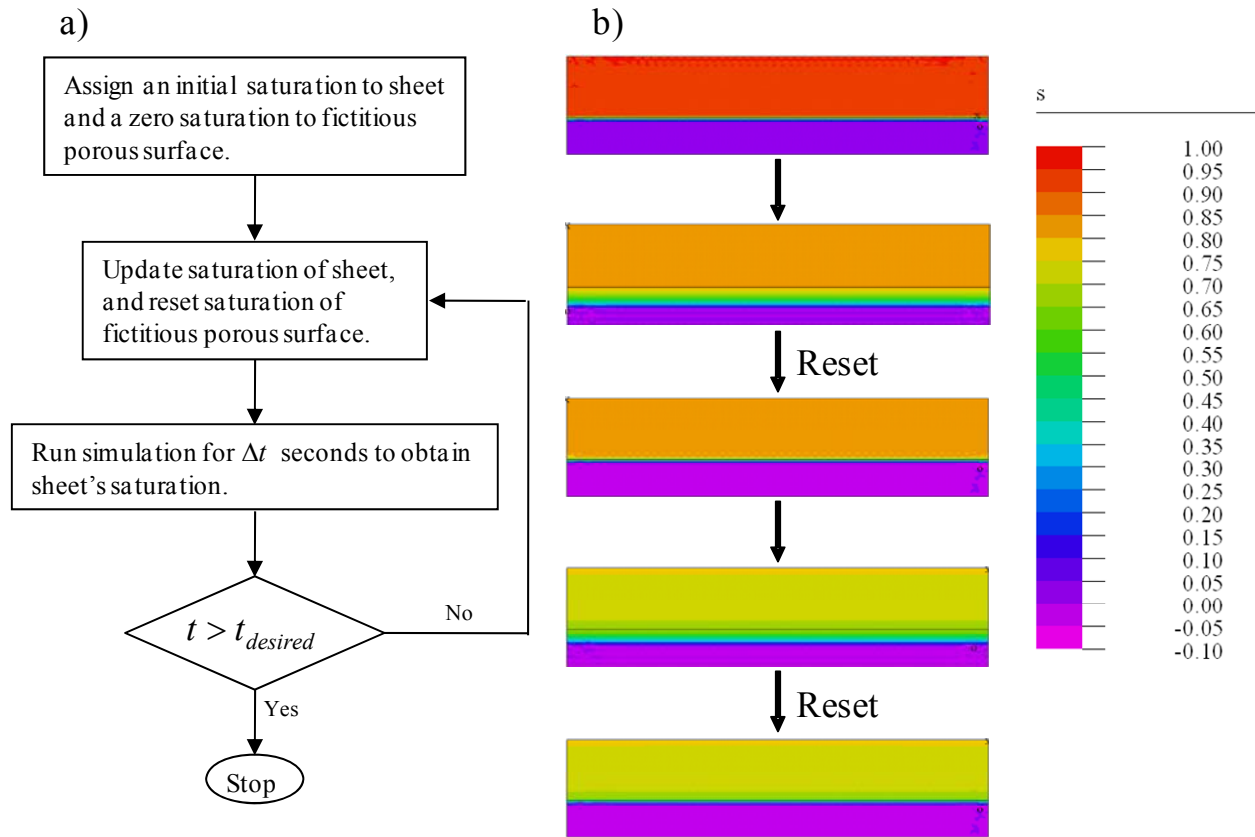 a)
Assign an initial saturation to sheet
and a zero saturation to fictitious
porous surface.
Update saturation of sheet,
and reset saturation of
fictitious porous surface.
Run simulation for Δt seconds to obtain
sheet's saturation.
t > t_desired
No
Yes
Stop
b)
Reset
Reset
s
1.00
0.95
0.90
0.85
0.80
0.75
0.70
0.65
0.60
0.55
0.50
0.45
0.40
0.35
0.30
0.25
0.20
0.15
0.10
0.05
0.00
-0.05
-0.10